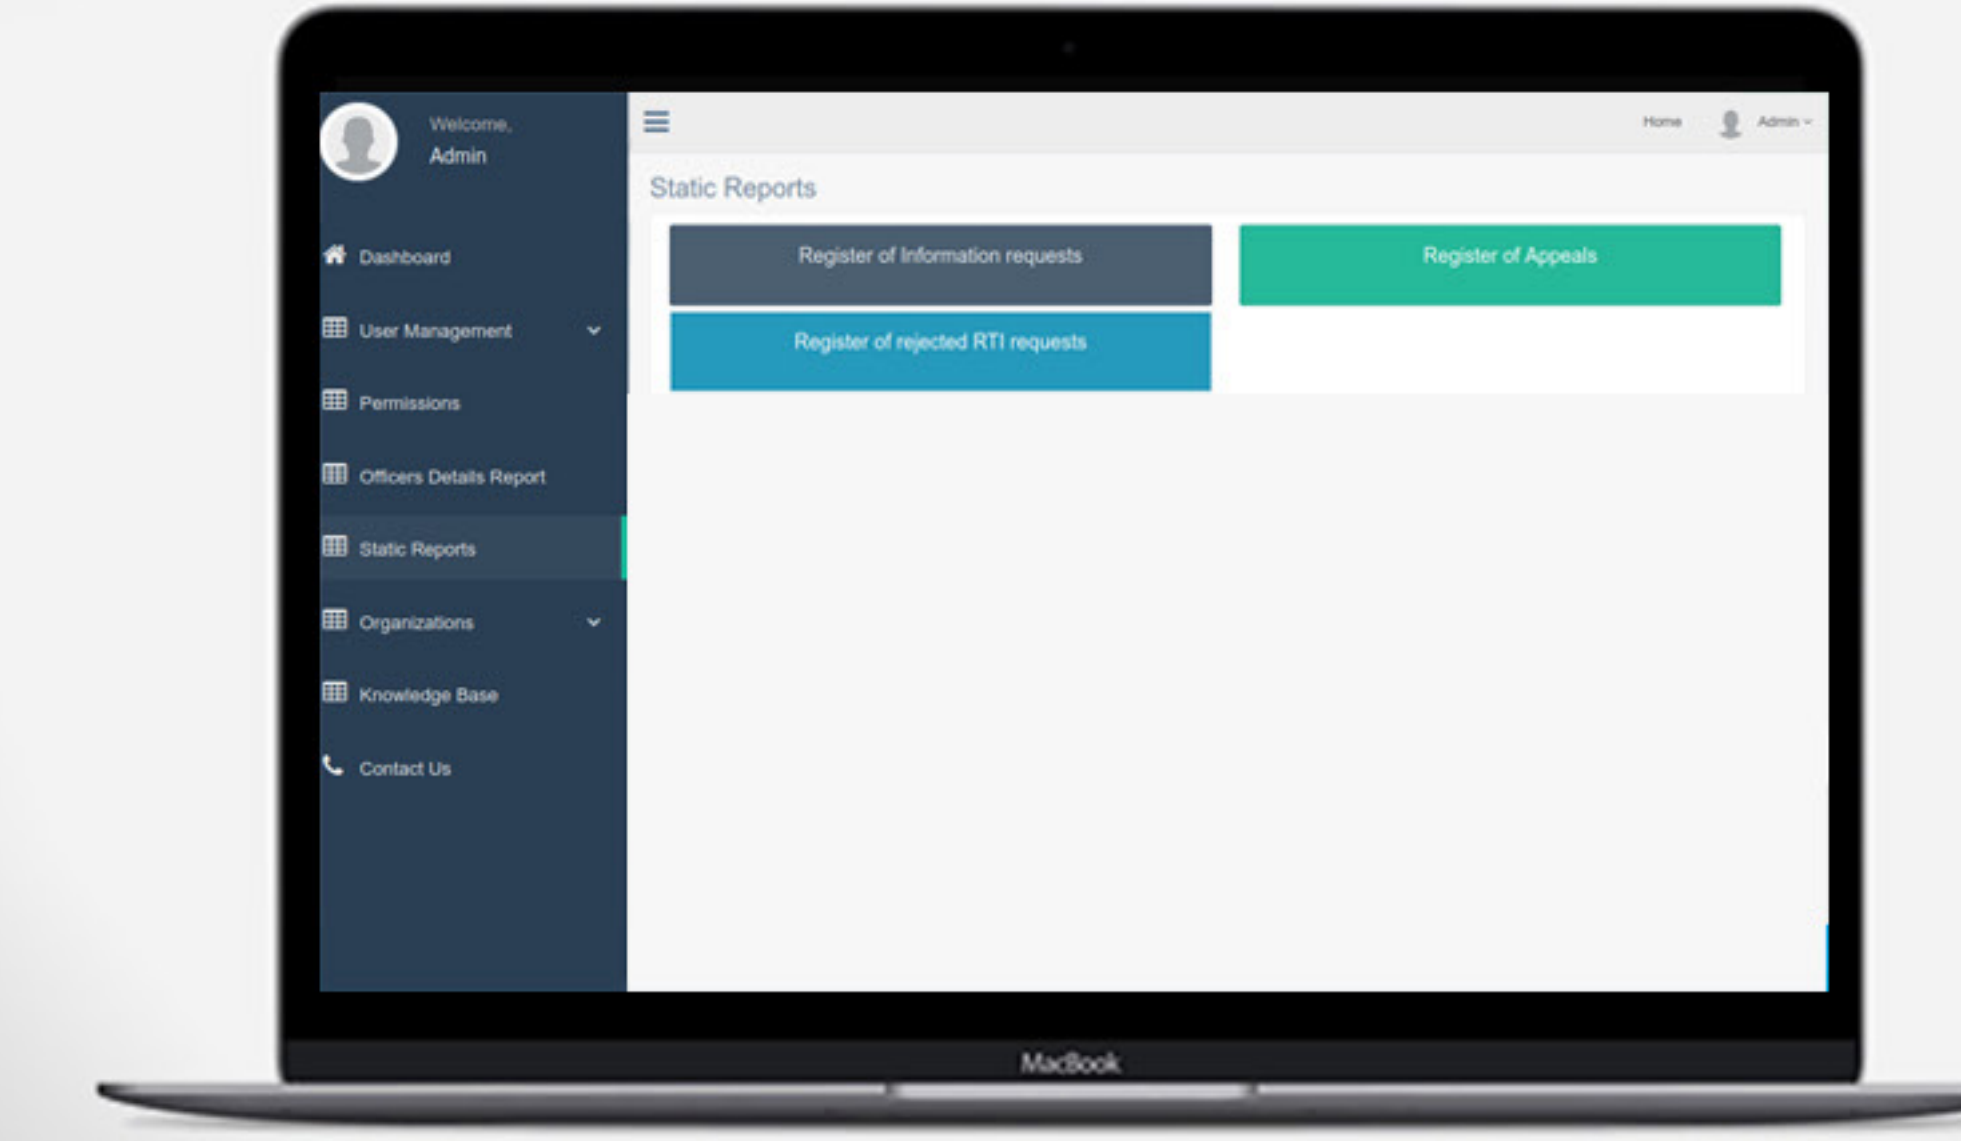 Welcome,
Admin
Home
Admin
Static Reports
Register of Information requests
Register of Appeals
Register of rejected RTI requests
Dashboard
User Management
Permissions
Officers Details Report
Static Reports
Organizations
Knowledge Base
Contact Us
MacBook